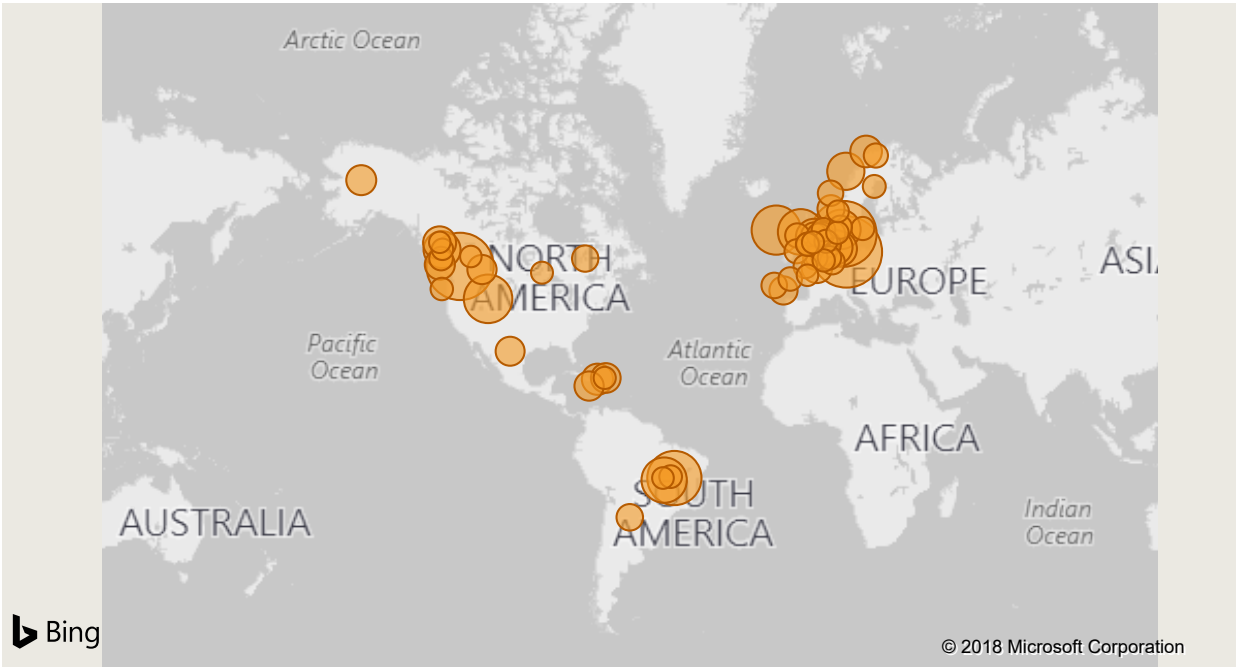 Arctic Ocean
NORTH
AMERICA
EUROPE
ASI
Pacific
Ocean
Atlantic
Ocean
AFRICA
SOUTH
AMERICA
AUSTRALIA
Indian
Ocean
Bing
© 2018 Microsoft Corporation